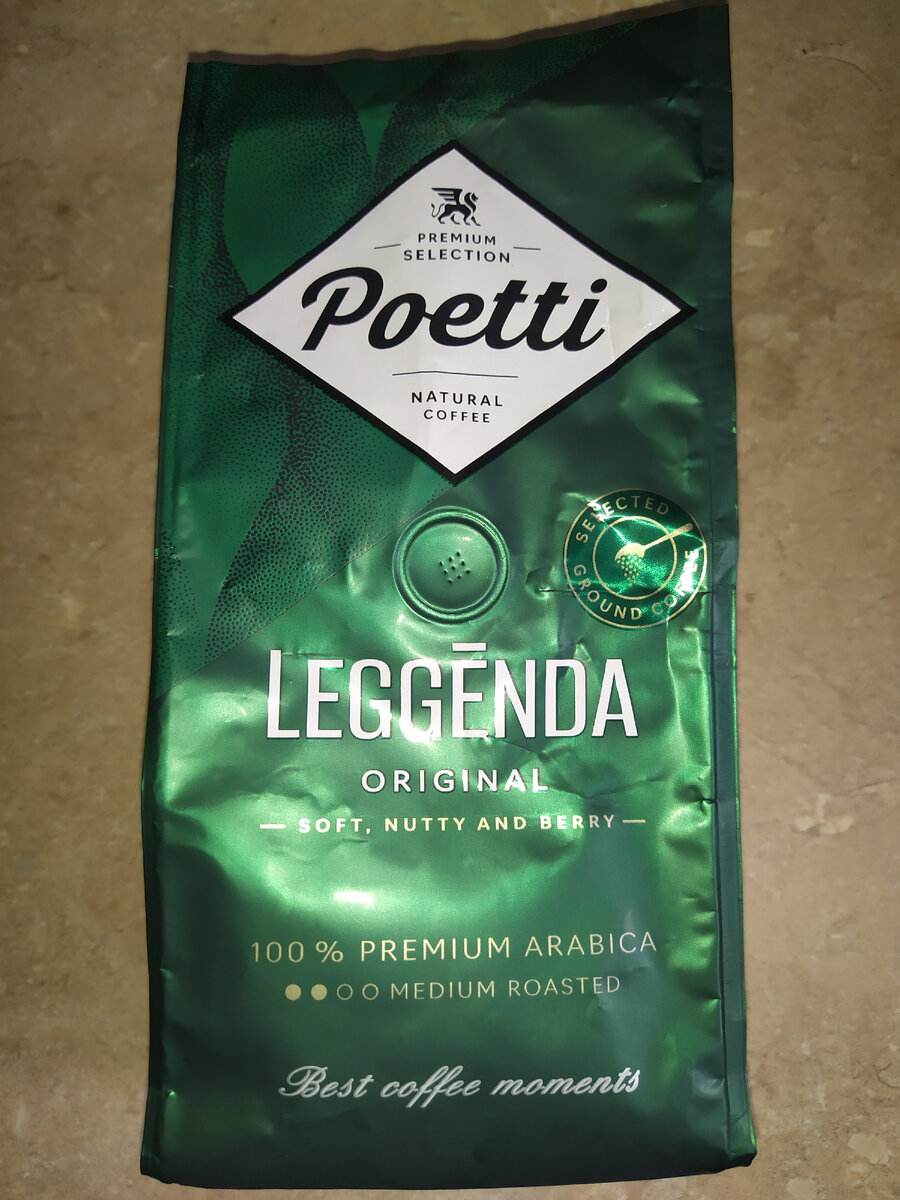 PREMIUM
SELECTION
Poetti
NATURAL
COFFEE
SELECTED
GROUND COFFEE
LEGGĒNDA
ORIGINAL
SOFT, NUTTY AND BERRY
100 % PREMIUM ARABICA
MEDIUM ROASTED
Best coffee moments